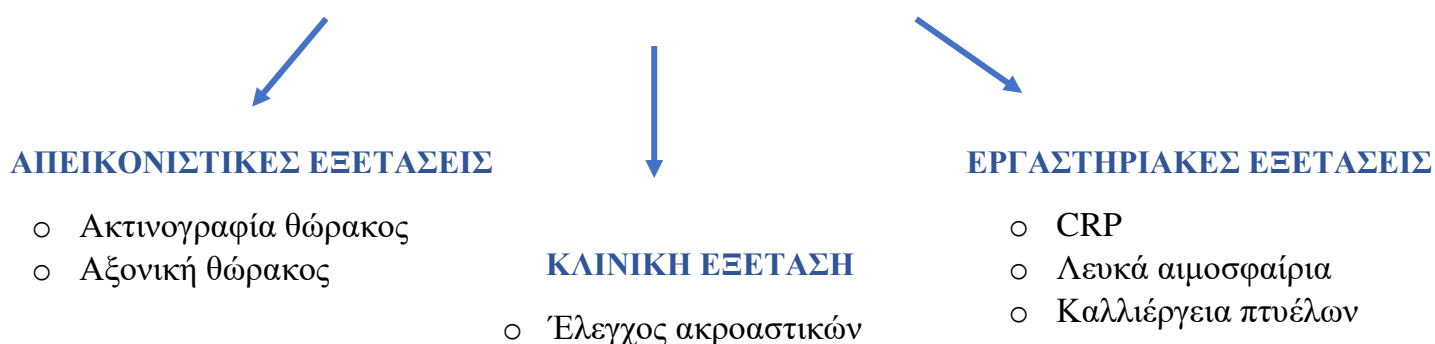 ΑΠΕΙΚΟΝΙΣΤΙΚΕΣ ΕΞΕΤΑΣΕΙΣ
o Ακτινογραφία θώρακος
o Αξονική θώρακος
ΚΛΙΝΙΚΗ ΕΞΕΤΑΣΗ
o Έλεγχος ακροαστικών
ΕΡΓΑΣΤΗΡΙΑΚΕΣ ΕΞΕΤΑΣΕΙΣ
o CRP
o Λευκά αιμοσφαίρια
o Καλλιέργεια πτυέλων